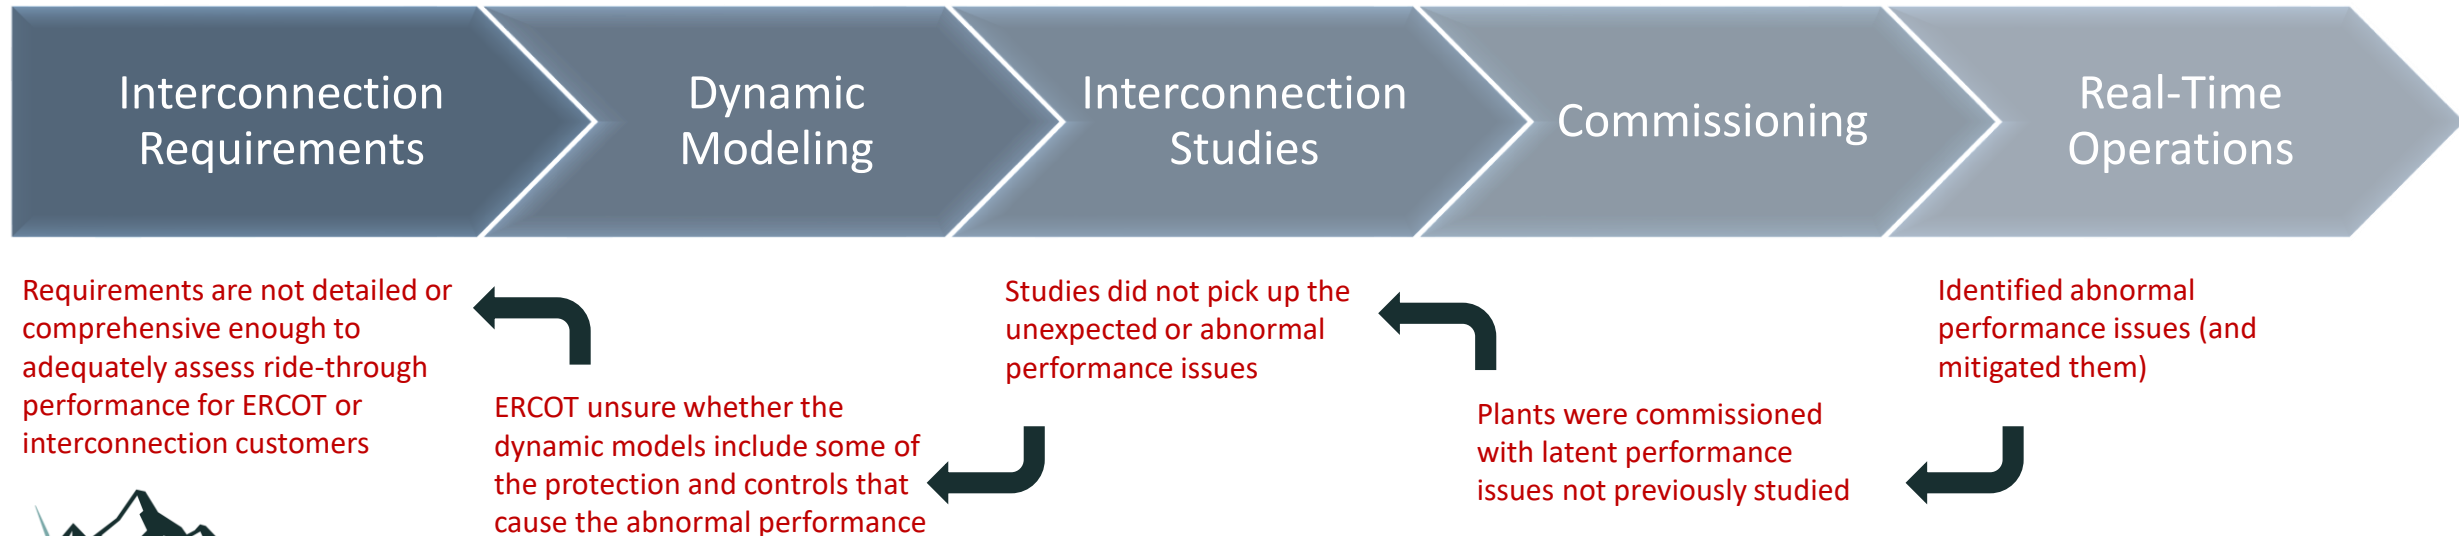 Interconnection
Requirements
Dynamic
Modeling
Interconnection
Studies
Commissioning
Real-Time
Operations
Requirements are not detailed or
comprehensive enough to
adequately assess ride-through
performance for ERCOT or
interconnection customers
ERCOT unsure whether the
dynamic models include some of
the protection and controls that
cause the abnormal performance
Studies did not pick up the
unexpected or abnormal
performance issues
Plants were commissioned
with latent performance
issues not previously studied
Identified abnormal
performance issues (and
mitigated them)